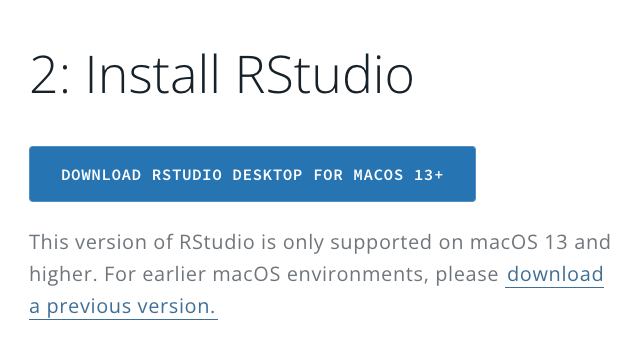 2: Install RStudio
DOWNLOAD RSTUDIO DESKTOP FOR MACOS 13+
This version of RStudio is only supported on macOS 13 and
higher. For earlier macOS environments, please download
a previous version.